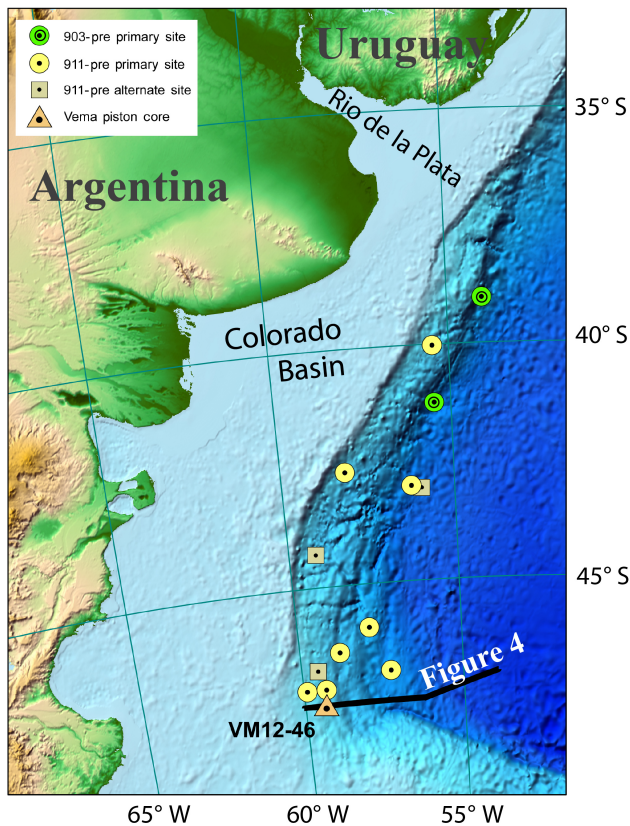 903-pre primary site
911-pre primary site
911-pre alternate site
Vema piston core
Uruguay
Rio de la Plata
35° S
Argentina
Colorado
Basin
40° S
45° S
Figure 4
VM12-46
65° W
60° W
55° W